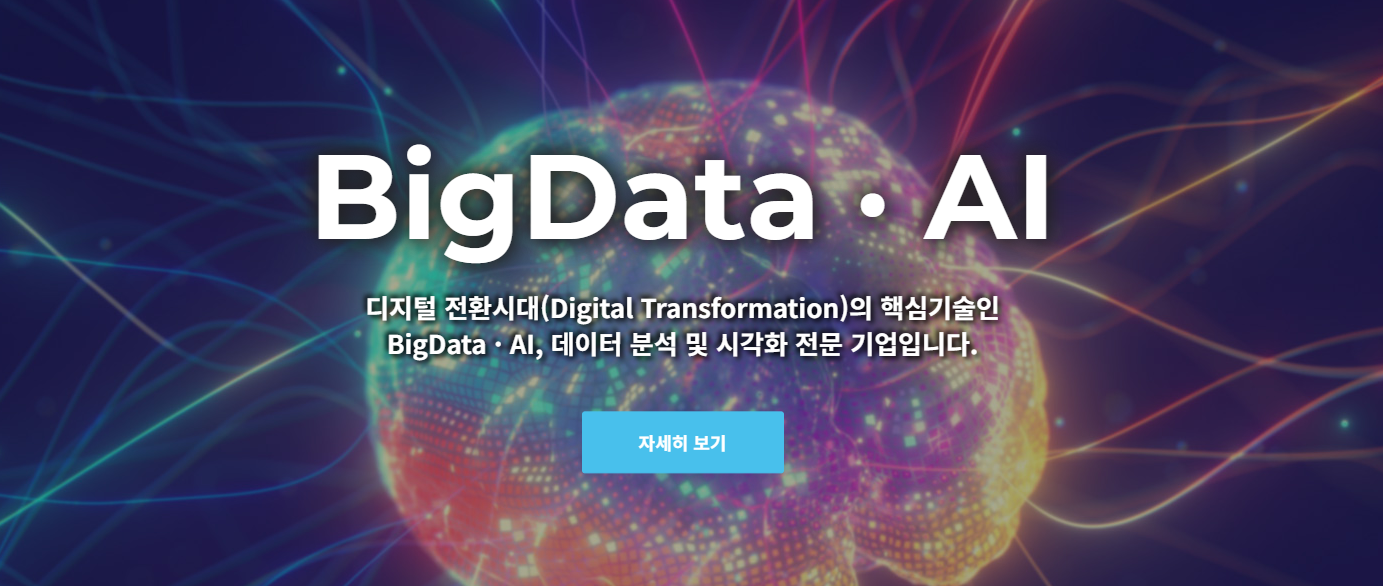 BigData · AI
디지털 전환시대(Digital Transformation)의 핵심기술인
BigData · AI, 데이터 분석 및 시각화 전문 기업입니다.
자세히 보기